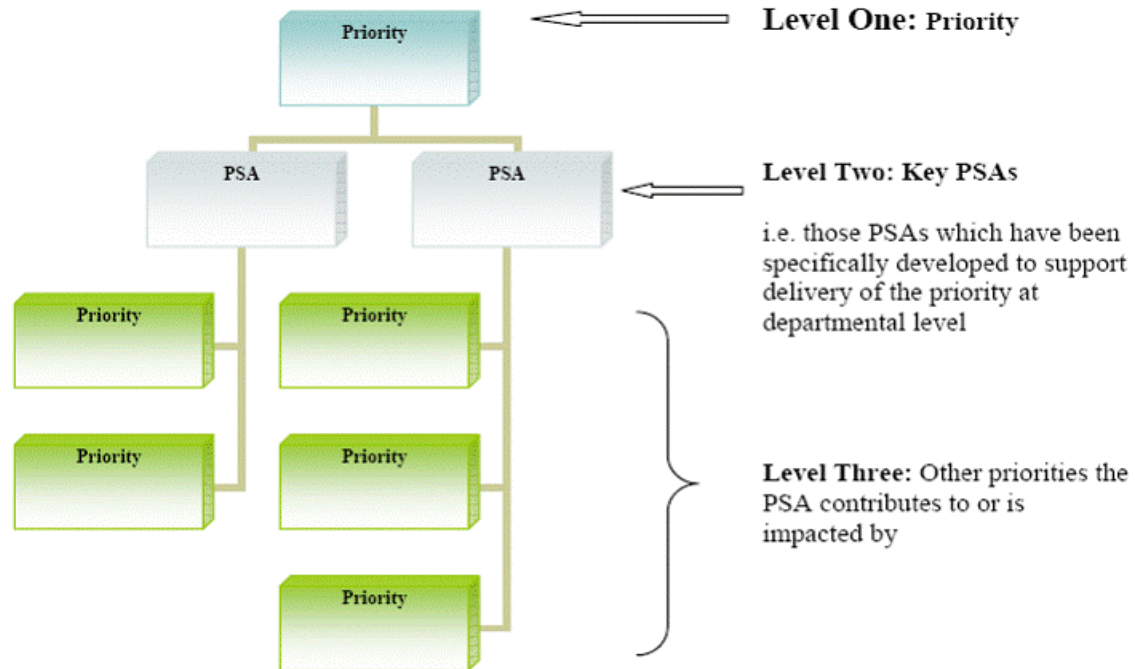 Priority
Level One: Priority
PSA
PSA
Level Two: Key PSAs
i.e. those PSAs which have been
specifically developed to support
delivery of the priority at
departmental level
Priority
Priority
Priority
Priority
Level Three: Other priorities the
PSA contributes to or is
impacted by
Priority